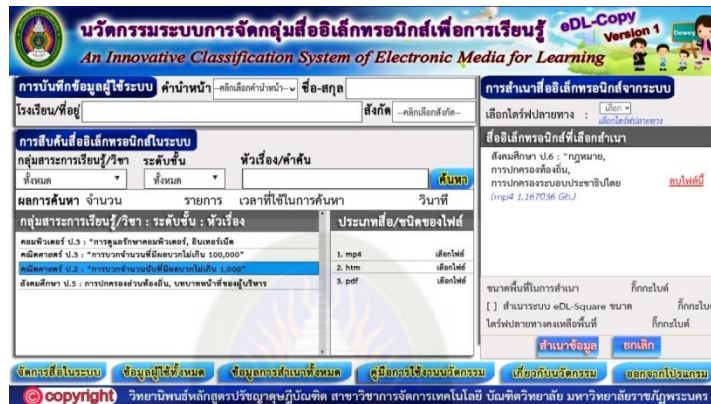 นวัตกรรมระบบการจัดกลุ่มสื่ออิเล็กทรอนิกส์เพื่อการเรียนรู้
eDL-Copy
Version 1
Dewey
An Innovative Classification System of Electronic Media for Learning
การบันทึกข้อมูลผู้ใช้ระบบ คำนำหน้า --คลิกเลือกคำนำหน้า-- ชื่อ-สกุล
โรงเรียน/ที่อยู่ สังกัด --คลิกเลือกสังกัด--
การสืบค้นสื่ออิเล็กทรอนิกส์ในระบบ
กลุ่มสาระการเรียนรู้/วิชา ระดับชั้น หัวเรื่อง/คำค้น
ทั้งหมด ทั้งหมด ค้นหา
ผลการค้นหา จำนวน รายการ เวลาที่ใช้ในการค้นหา วินาที
กลุ่มสาระการเรียนรู้/วิชา : ระดับชั้น : หัวเรื่อง
คอมพิวเตอร์ ป.3 : "การดูแลรักษาคอมพิวเตอร์, อินเทอร์เน็ต
คณิตศาสตร์ ป.3 : "การบวกจำนวนที่มีผลบวกไม่เกิน 100,000"
คณิตศาสตร์ ป.2 : "การบวกจำนวนนับที่มีผลบวกไม่เกิน 1,000"
สังคมศึกษา ป.5 : การปกครองส่วนท้องถิ่น, บทบาทหน้าที่ของผู้บริหาร
ประเภทสื่อ/ชนิดของไฟล์
1. mp4 เลือกไฟล์
2. htm เลือกไฟล์
3. pdf เลือกไฟล์
การสำเนาสื่ออิเล็กทรอนิกส์จากระบบ
เลือกไดร์ฟปลายทาง : เลือก
เลือกไดร์ฟปลายทาง
สื่ออิเล็กทรอนิกส์ที่เลือกสำเนา
สังคมศึกษา ป.6 : "กฎหมาย,
การปกครองท้องถิ่น,
การปกครองระบอบประชาธิปไตย ลบไฟล์นี้
(mp4 1.167036 Gb.)
ขนาดพื้นที่ในการสำเนา กิ๊กกะไบต์
[ ] สำเนาระบบ eDL-Square ขนาด กิ๊กกะไบ
ไดร์ฟปลายทางคงเหลือพื้นที่ กิ๊กกะไบต์
สำเนาข้อมูล ยกเลิก
จัดการสื่อในระบบ ข้อมูลผู้ใช้ทั้งหมด ข้อมูลการสำเนาทั้งหมด คู่มือการใช้งานนวัตกรรม เกี่ยวกับนวัตกรรม ออกจากโปรแกรม
© copyright วิทยานิพนธ์หลักสูตรปรัชญาดุษฎีบัณฑิต สาขาวิชาการจัดการเทคโนโลยี บัณฑิตวิทยาลัย มหาวิทยาลัยราชภัฏพระนคร